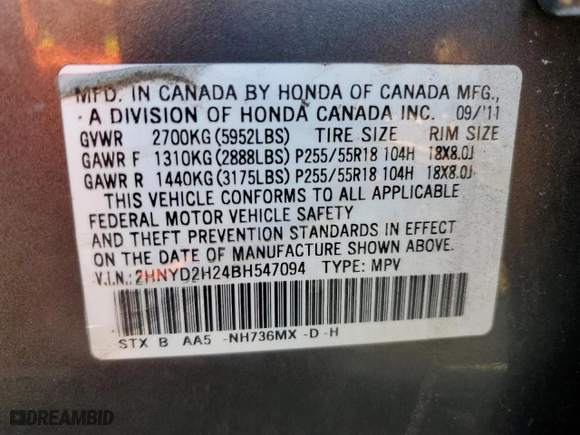 MFD. IN CANADA BY HONDA OF CANADA MFG.,
A DIVISION OF HONDA CANADA INC. 09/'11
GVWR 2700KG(5952LBS) TIRE SIZE RIM SIZE
GAWR F 1310KG(2888LBS) P255/55R18 104H 18X8.0J
GAWR R 1440KG(3175LBS) P255/55R18 104H 18X8.0J
THIS VEHICLE CONFORMS TO ALL APPLICABLE
FEDERAL MOTOR VEHICLE SAFETY
AND THEFT PREVENTION STANDARDS IN EFFECT
ON THE DATE OF MANUFACTURE SHOWN ABOVE.
V.I.N.:2HNYD2H24BH547094 TYPE: MPV
STX B AA5 -NH736MX -D-H
DREAMBID